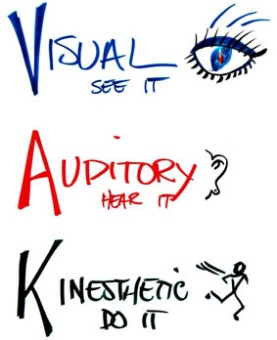 VISUAL
SEE IT
AUDITORY
HEAR IT
KINESTHETIC
DO IT